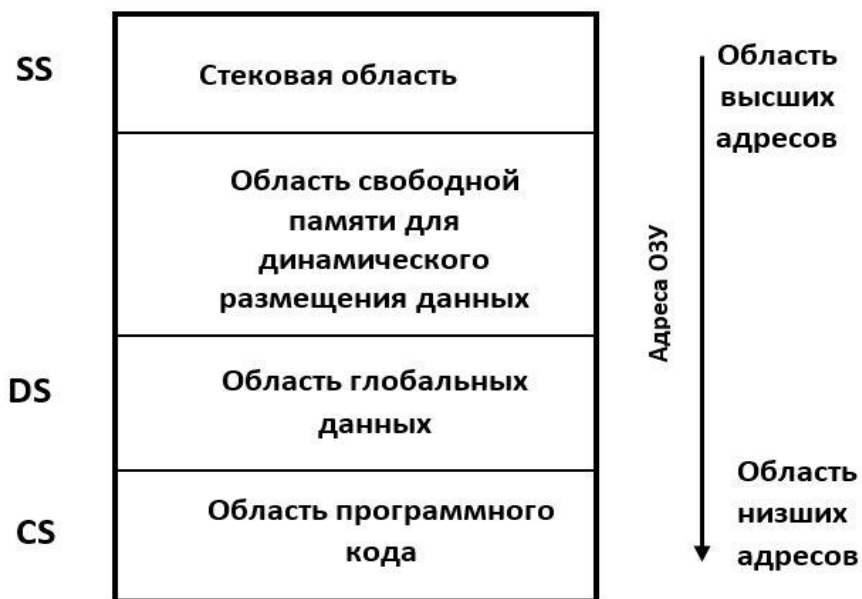 SS
Стековая область
Область
высших
адресов
Область свободной
памяти для
динамического
размещения данных
Адреса ОЗУ
DS
Область глобальных
данных
CS
Область программного
кода
Область
низших
адресов